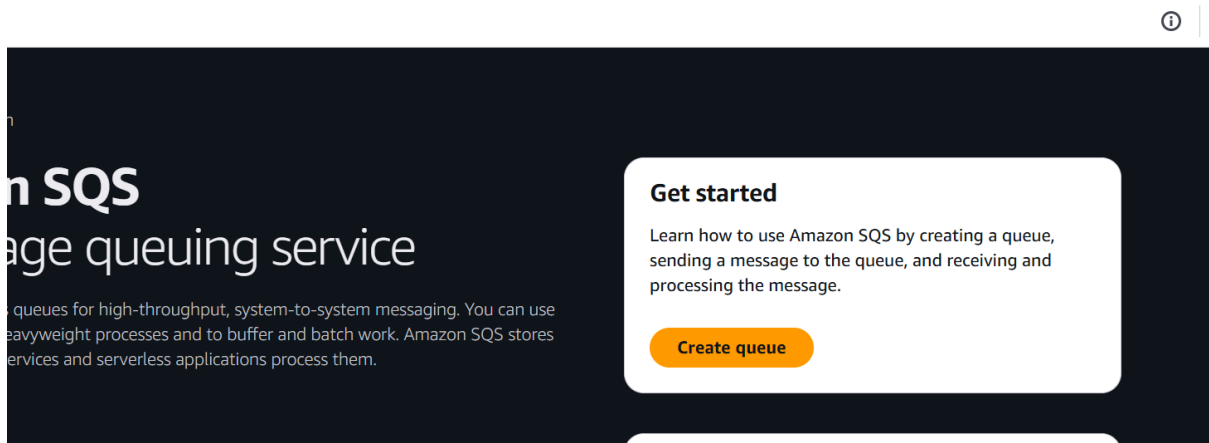 n
n SQS
age queuing service
s queues for high-throughput, system-to-system messaging. You can use
eavyweight processes and to buffer and batch work. Amazon SQS stores
ervices and serverless applications process them.
Get started
Learn how to use Amazon SQS by creating a queue,
sending a message to the queue, and receiving and
processing the message.
Create queue